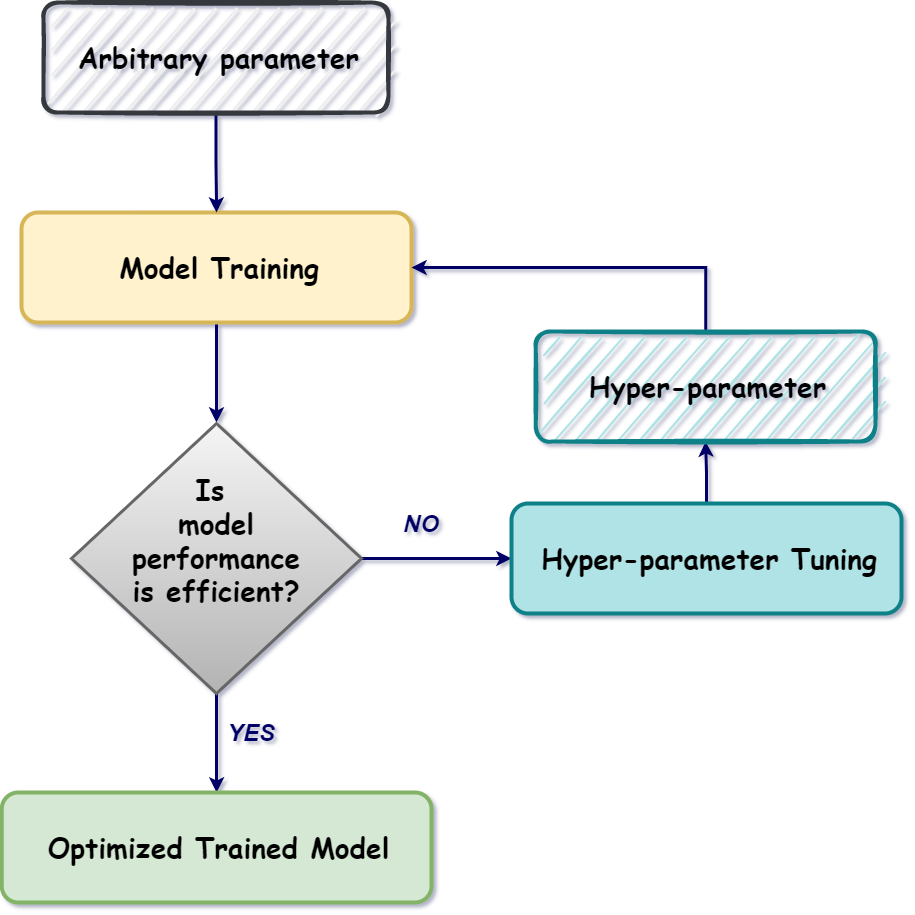 Arbitrary parameter
Model Training
Hyper-parameter
Is
model
performance
is efficient?
NO
Hyper-parameter Tuning
YES
Optimized Trained Model